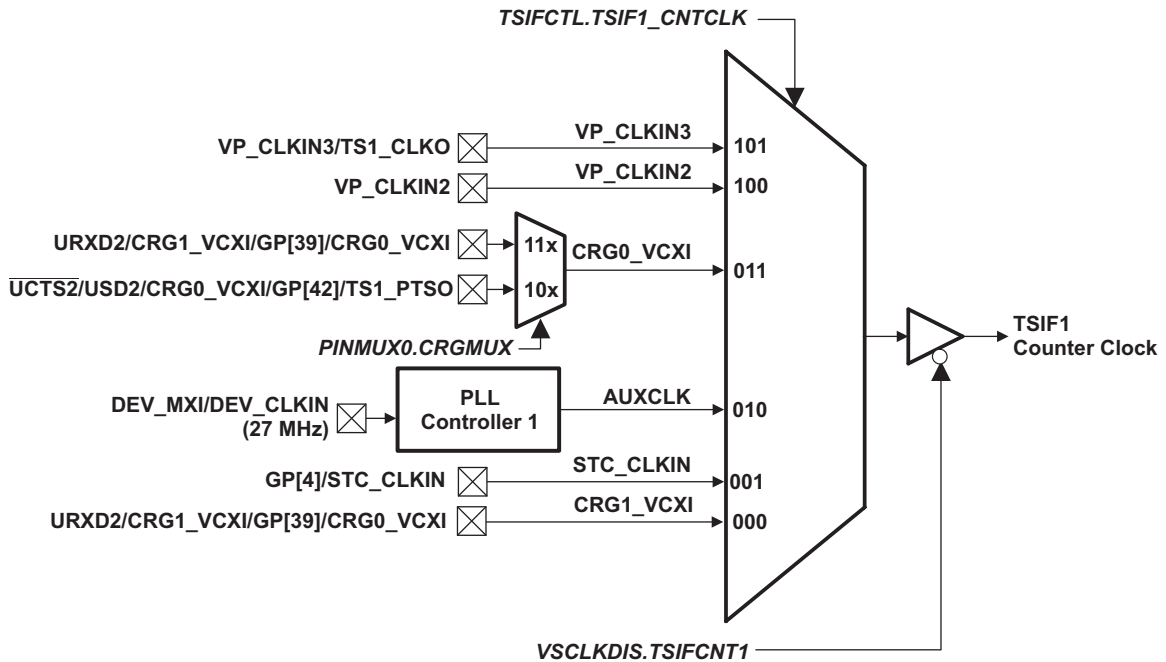 TSIFCTL.TSIF1_CNTCLK
VP_CLKIN3/TS1_CLKO
VP_CLKIN3
101
VP_CLKIN2
VP_CLKIN2
100
URXD2/CRG1_VCXI/GP[39]/CRG0_VCXI
11x
CRG0_VCXI
011
UCTS2/USD2/CRG0_VCXI/GP[42]/TS1_PTSO
10x
PINMUX0.CRGMUX
TSIF1
Counter Clock
DEV_MXI/DEV_CLKIN
(27 MHz)
PLL
Controller 1
AUXCLK
010
GP[4]/STC_CLKIN
STC_CLKIN
001
URXD2/CRG1_VCXI/GP[39]/CRG0_VCXI
CRG1_VCXI
000
VSCLKDIS.TSIFCNT1